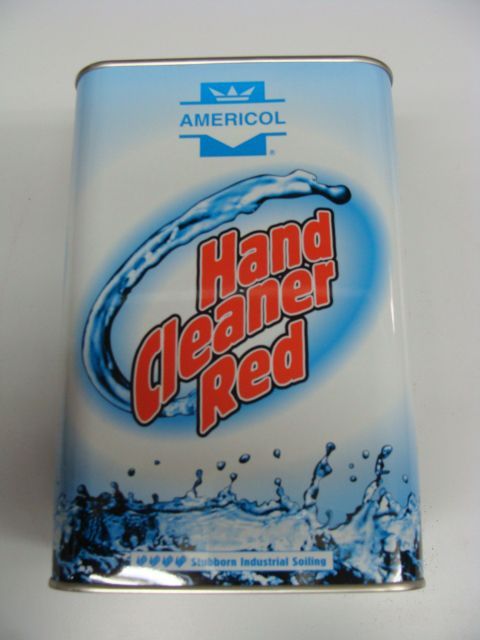 AMERICOL
®
Hand
Cleaner
Red
Stubborn Industrial Soiling